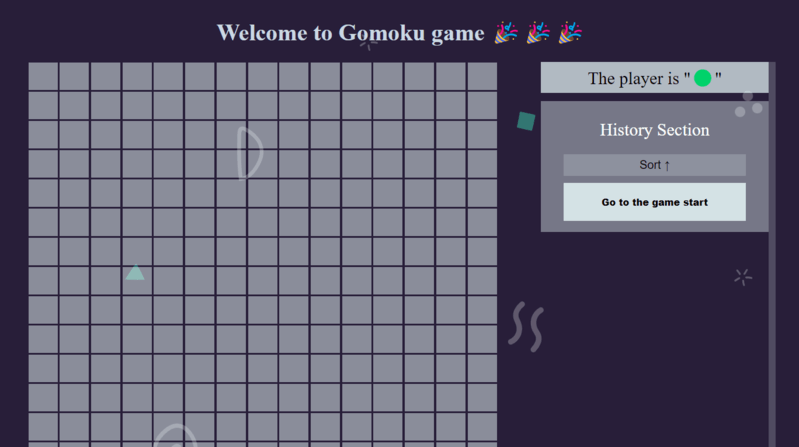 Welcome to Gomoku game 🎉 🎉 🎉
The player is " 🟢 "
History Section
Sort ↑
Go to the game start